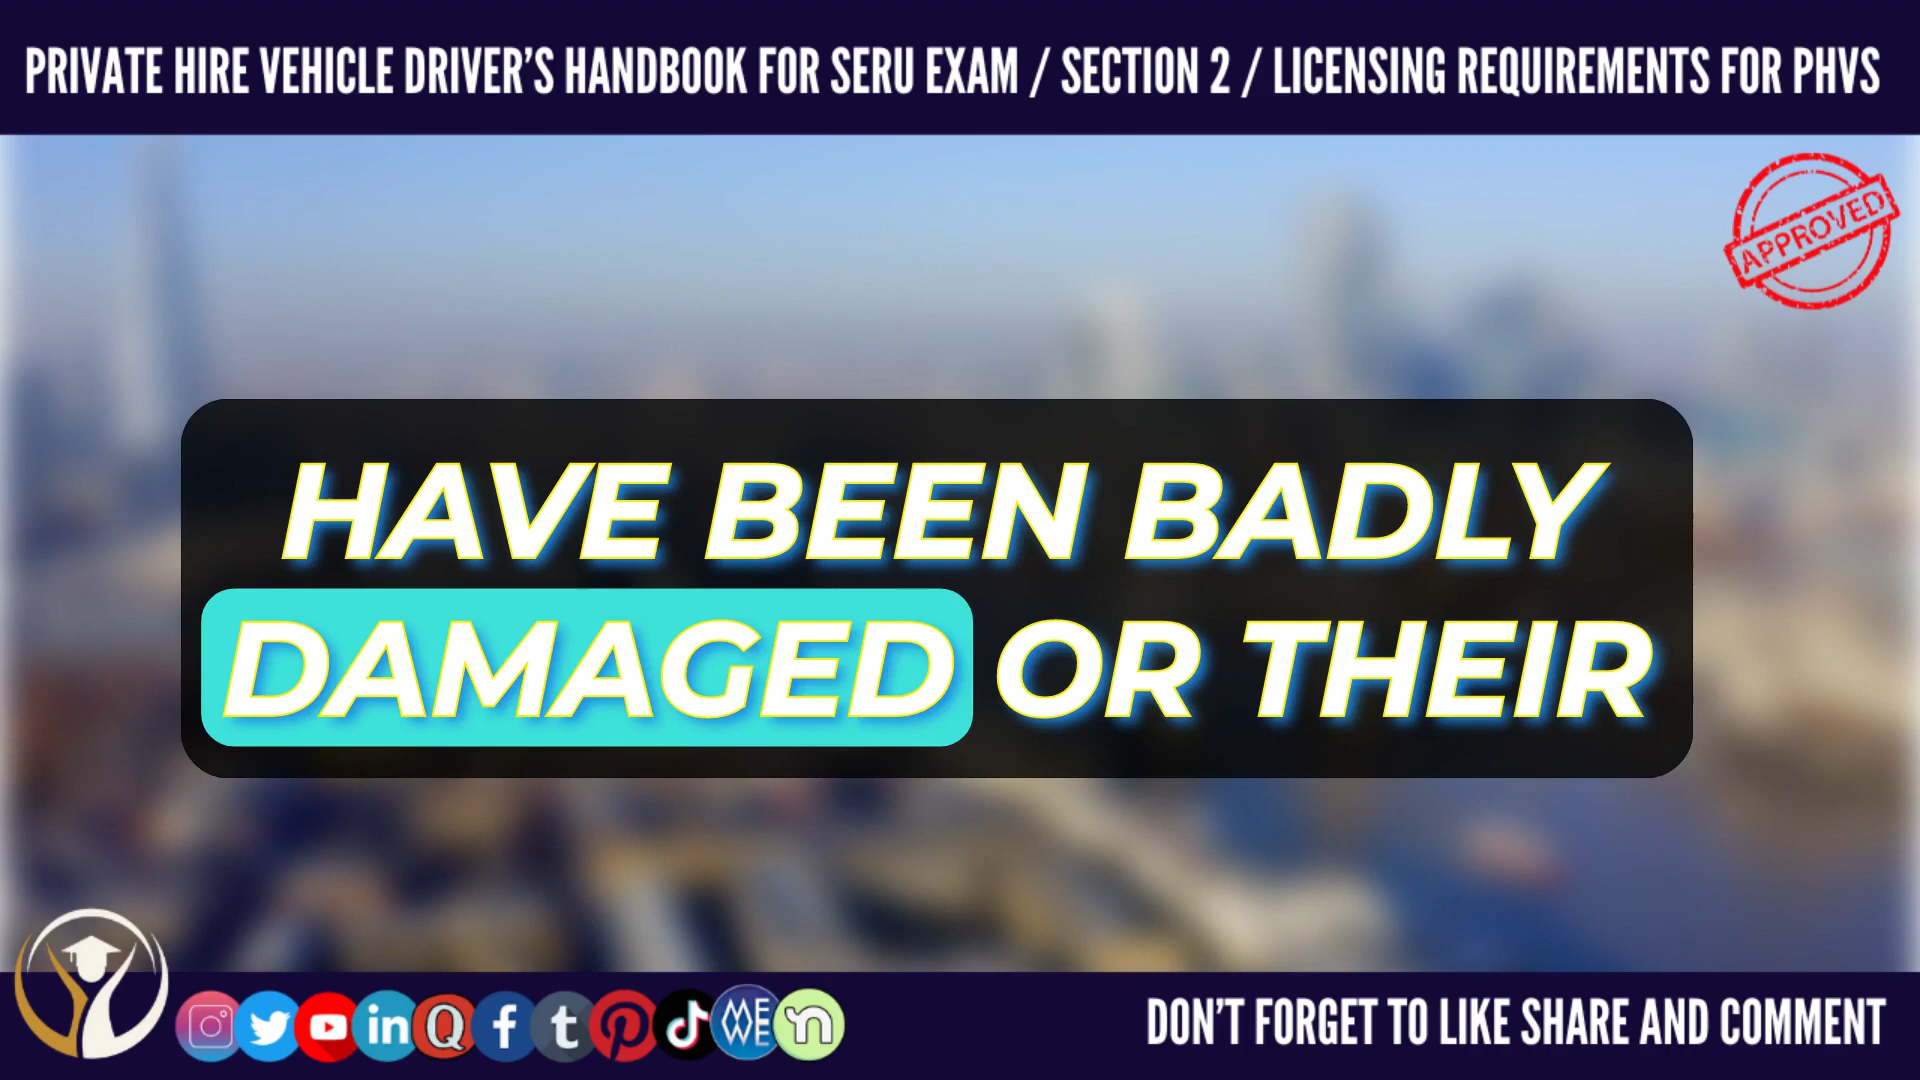 PRIVATE HIRE VEHICLE DRIVER'S HANDBOOK FOR SERU EXAM / SECTION 2 / LICENSING REQUIREMENTS FOR PHVS
APPROVED
HAVE BEEN BADLY
DAMAGED OR THEIR
DON'T FORGET TO LIKE SHARE AND COMMENT